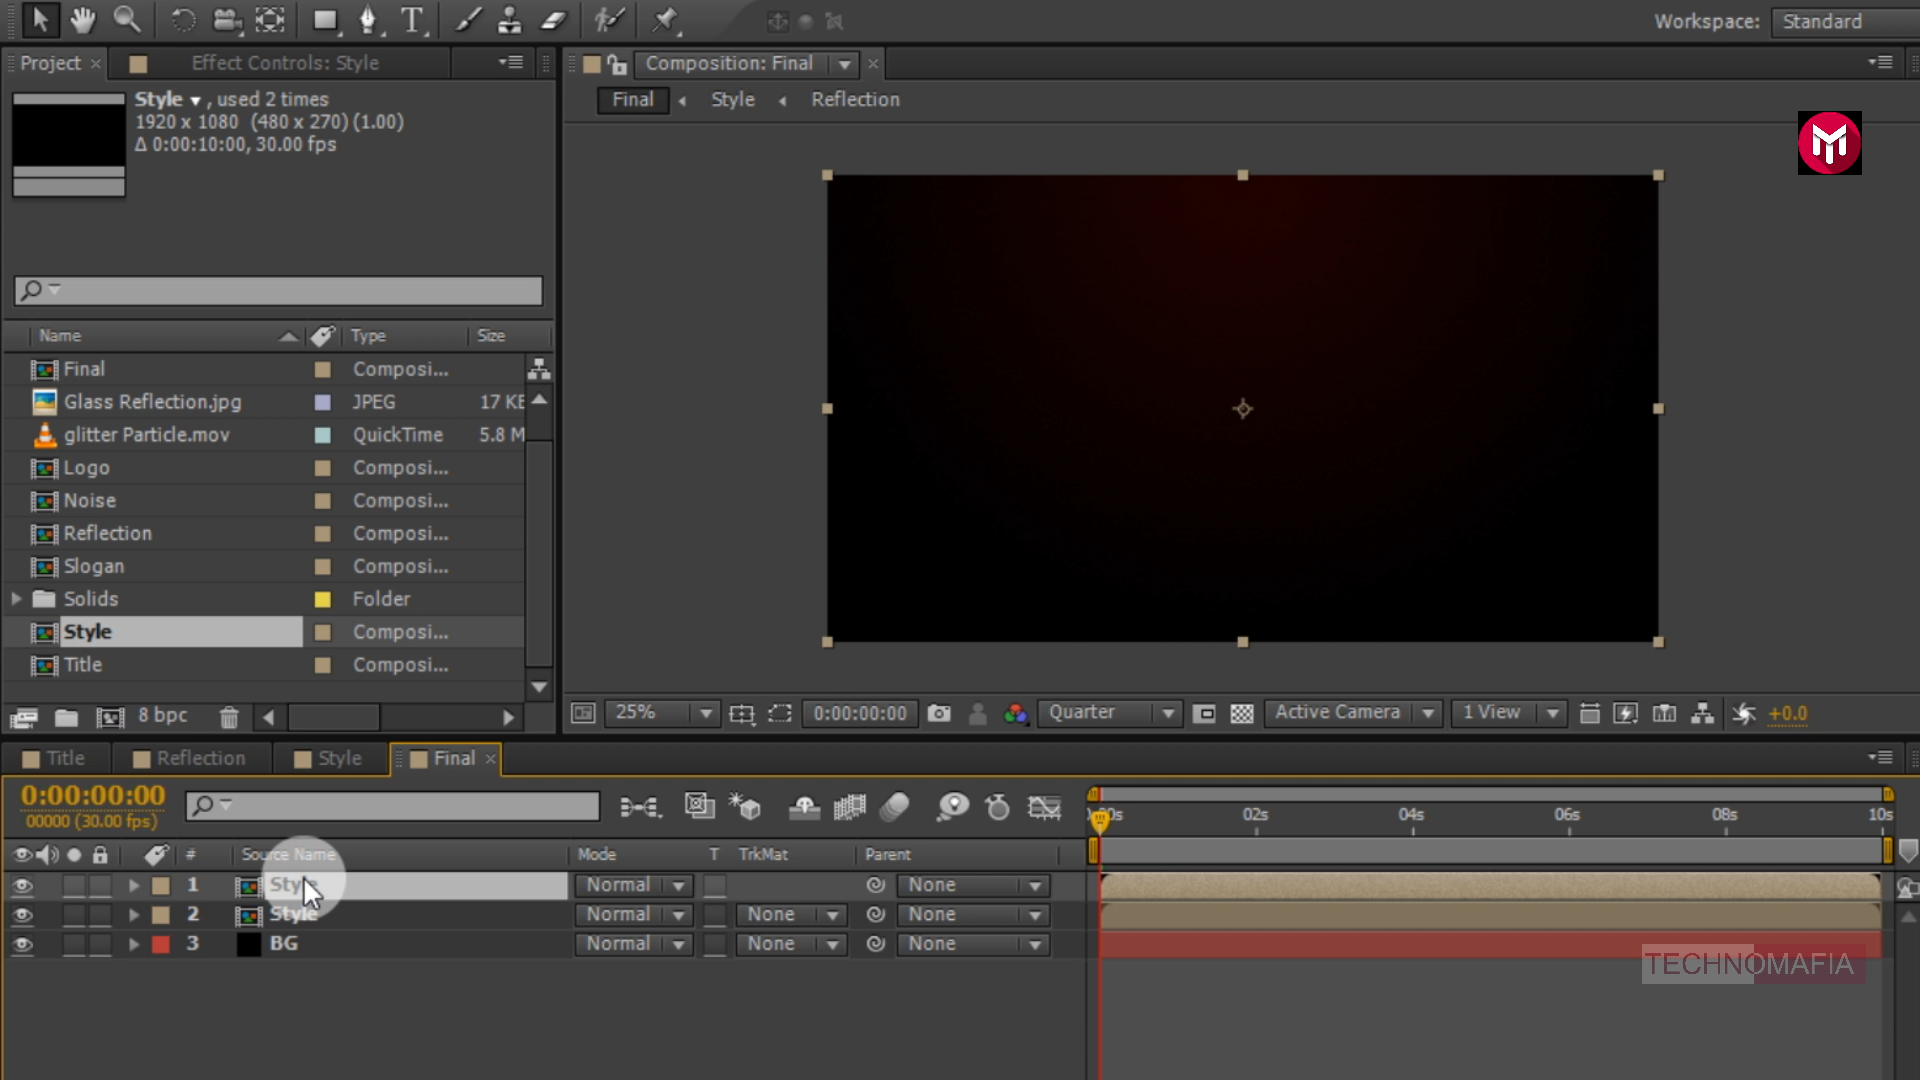 Workspace: Standard
Project Effect Controls: Style
Composition: Final
Style , used 2 times
1920 x 1080 (480 x 270) (1.00)
Δ 0:00:10:00, 30.00 fps
Final Style Reflection
Name Type Size
Final Composi...
Glass Reflection.jpg JPEG 17 KE
glitter Particle.mov QuickTime 5.8 M
Logo Composi...
Noise Composi...
Reflection Composi...
Slogan Composi...
Solids Folder
Style Composi...
Title Composi...
8 bpc
25% 0:00:00:00 Quarter Active Camera 1 View +0.0
Title Reflection Style Final
0:00:00:00
00000 (30.00 fps)
0s 02s 04s 06s 08s 10s
# Source Name Mode T TrkMat Parent
1 Style Normal None
2 Style Normal None None
3 BG Normal None None
TECHNOMAFIA